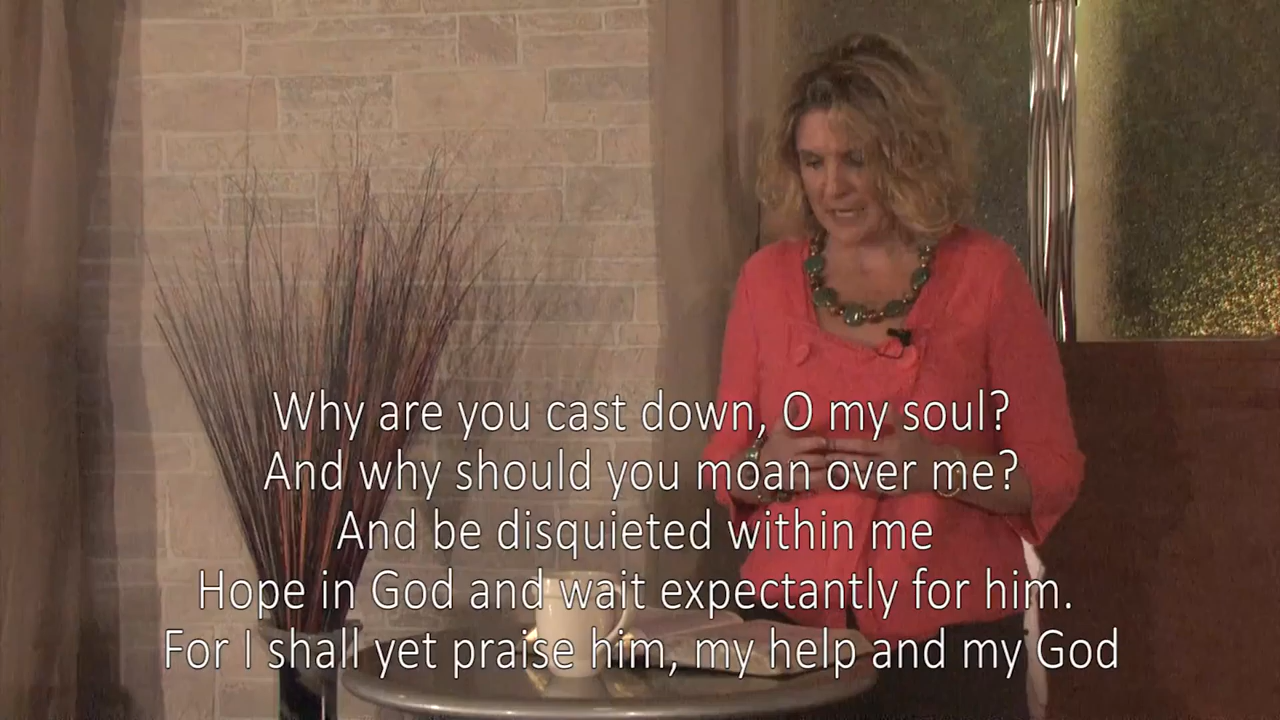 Why are you cast down, O my soul?
And why should you moan over me?
And be disquieted within me
Hope in God and wait expectantly for him.
For I shall yet praise him, my help and my God